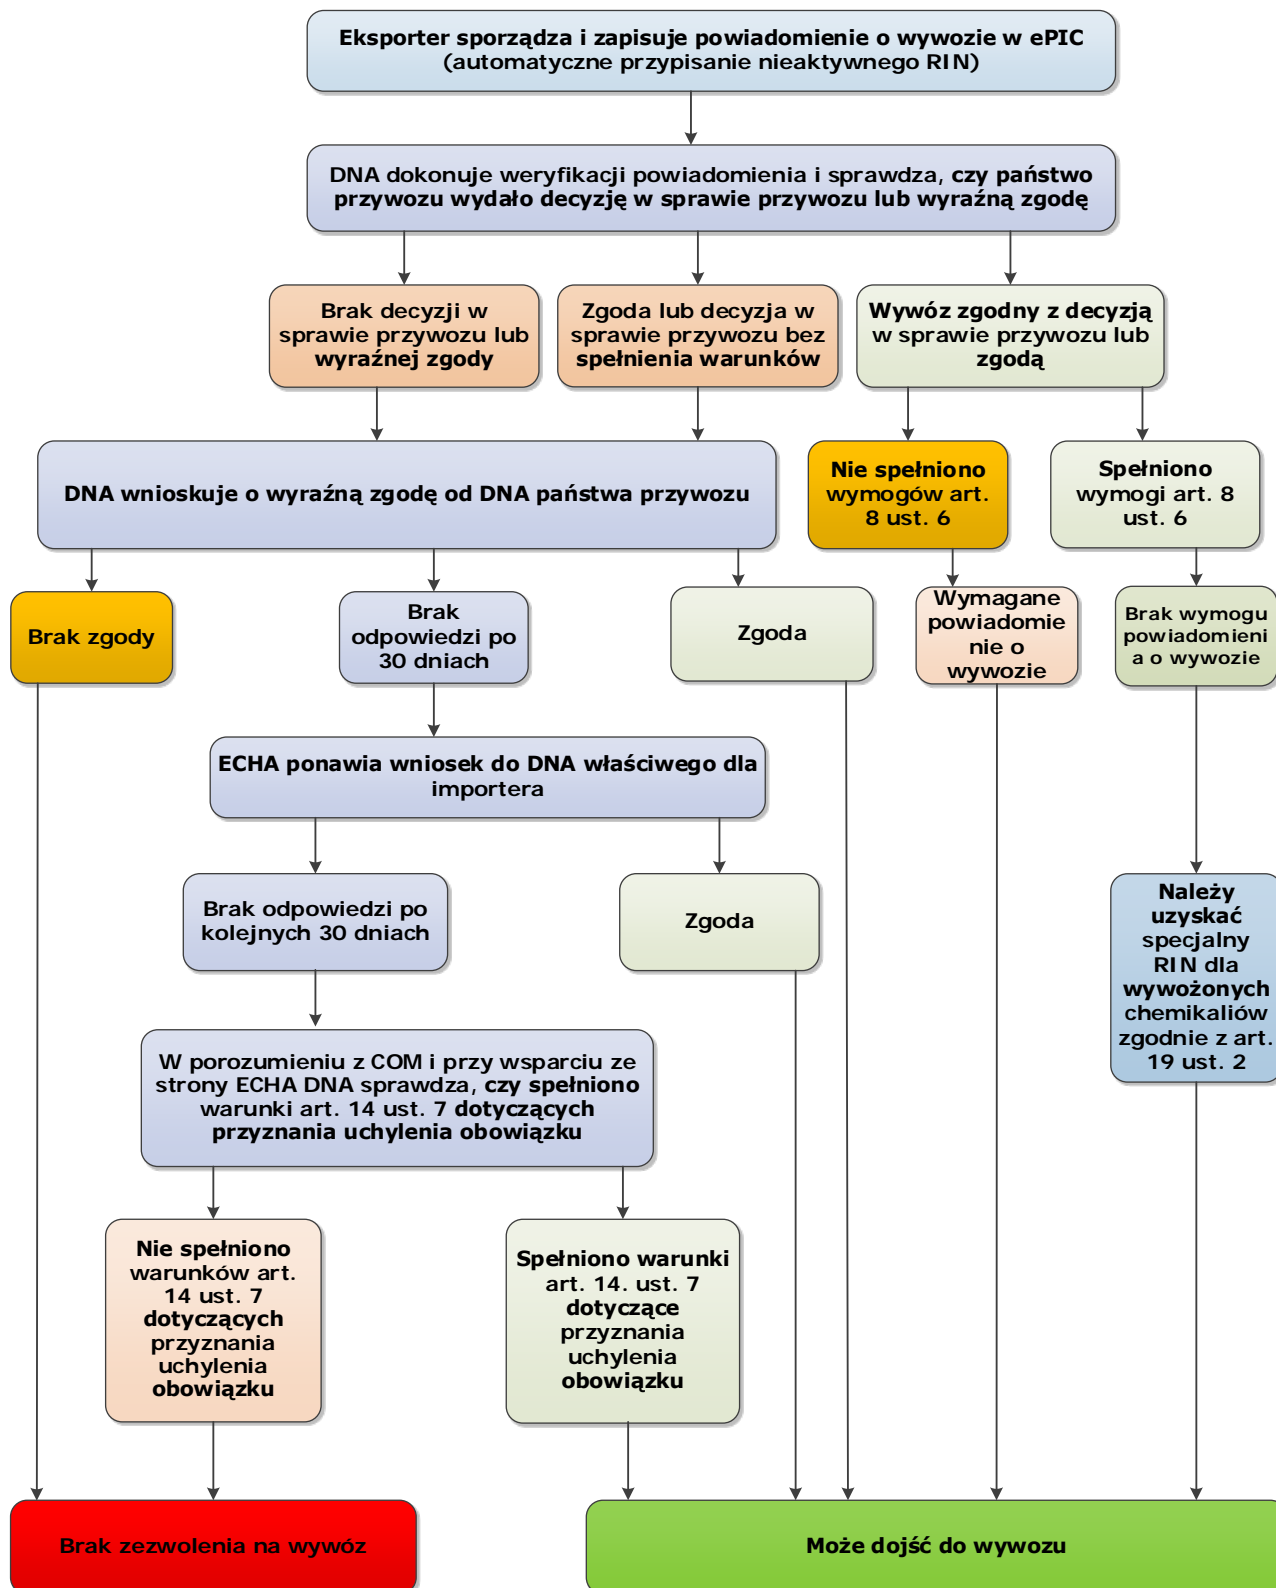 Eksporter sporządza i zapisuje powiadomienie o wywozie w ePIC
(automatyczne przypisanie nieaktywnego RIN)
DNA dokonuje weryfikacji powiadomienia i sprawdza, czy państwo
przywozu wydało decyzję w sprawie przywozu lub wyraźną zgodę
Brak decyzji w
sprawie przywozu lub
wyraźnej zgody
Zgoda lub decyzja w
sprawie przywozu bez
spełnienia warunków
Wywóz zgodny z decyzją
w sprawie przywozu lub
zgodą
DNA wnioskuje o wyraźną zgodę od DNA państwa przywozu
Nie spełniono
wymogów art.
8 ust. 6
Spełniono
wymogi art. 8
ust. 6
Brak zgody
Brak
odpowiedzi po
30 dniach
Zgoda
Wymagane
powiadomie
nie o
wywozie
Brak wymogu
powiadomieni
a o wywozie
ECHA ponawia wniosek do DNA właściwego dla
importera
Brak odpowiedzi po
kolejnych 30 dniach
Zgoda
Należy
uzyskać
specjalny
RIN dla
wywożonych
chemikaliów
zgodnie z art.
19 ust. 2
W porozumieniu z COM i przy wsparciu ze
strony ECHA DNA sprawdza, czy spełniono
warunki art. 14 ust. 7 dotyczących
przyznania uchylenia obowiązku
Nie spełniono
warunków art.
14 ust. 7
dotyczących
przyznania
uchylenia
obowiązku
Spełniono warunki
art. 14. ust. 7
dotyczące
przyznania
uchylenia
obowiązku
Brak zezwolenia na wywóz
Może dojść do wywozu